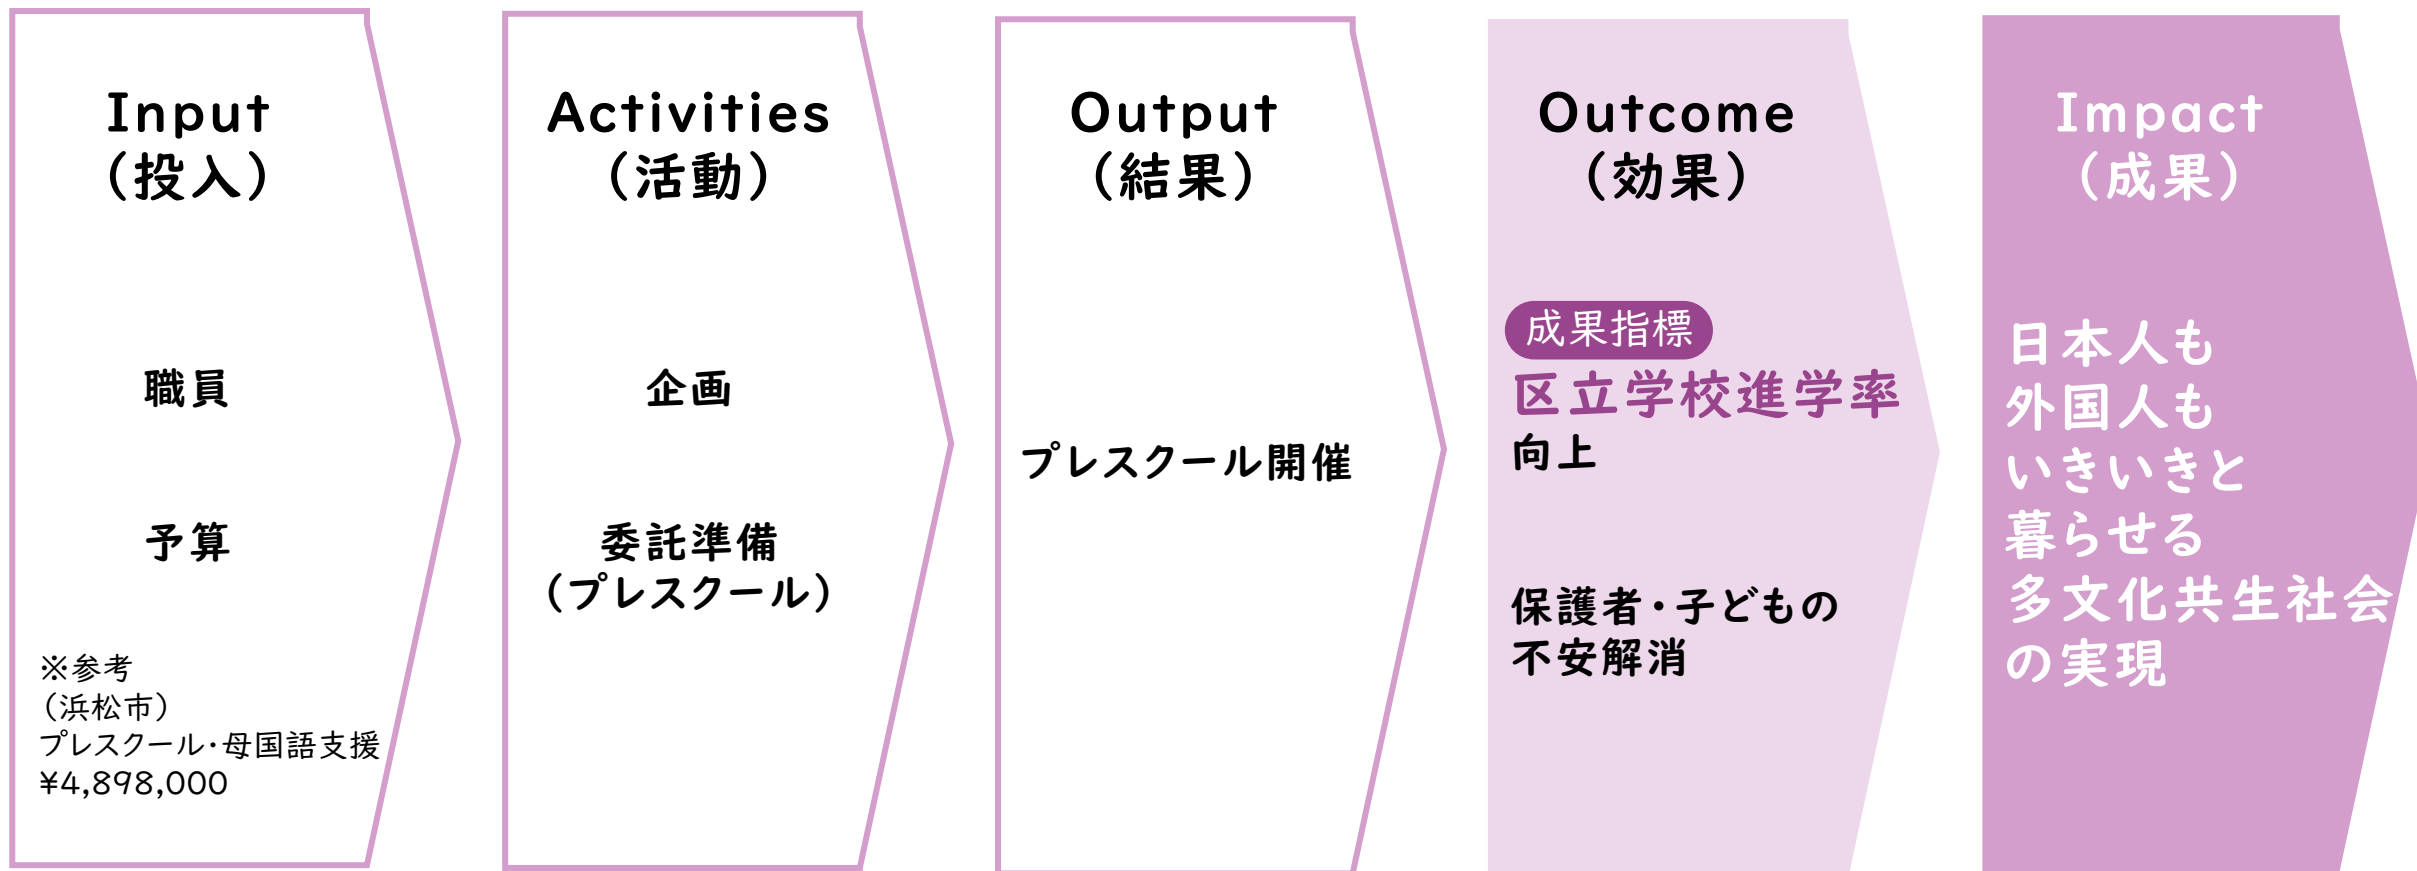 Input
（投入）
職員
予算
※参考
（浜松市）
プレスクール・母国語支援
¥4,898,000
Activities
（活動）
企画
委託準備
（プレスクール）
Output
（結果）
プレスクール開催
Outcome
（効果）
成果指標
区立学校進学率
向上
保護者・子どもの
不安解消
Impact
（成果）
日本人も
外国人も
いきいきと
暮らせる
多文化共生社会
の実現